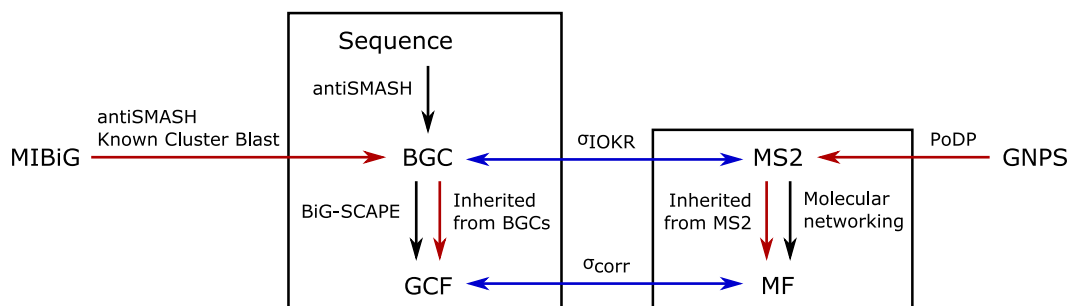 Sequence
antiSMASH
antiSMASH
Known Cluster Blast
MIBiG
BGC
σIOKR
MS2
PoDP
GNPS
BiG-SCAPE
Inherited
from BGCs
Inherited
from MS2
Molecular
networking
GCF
σcorr
MF